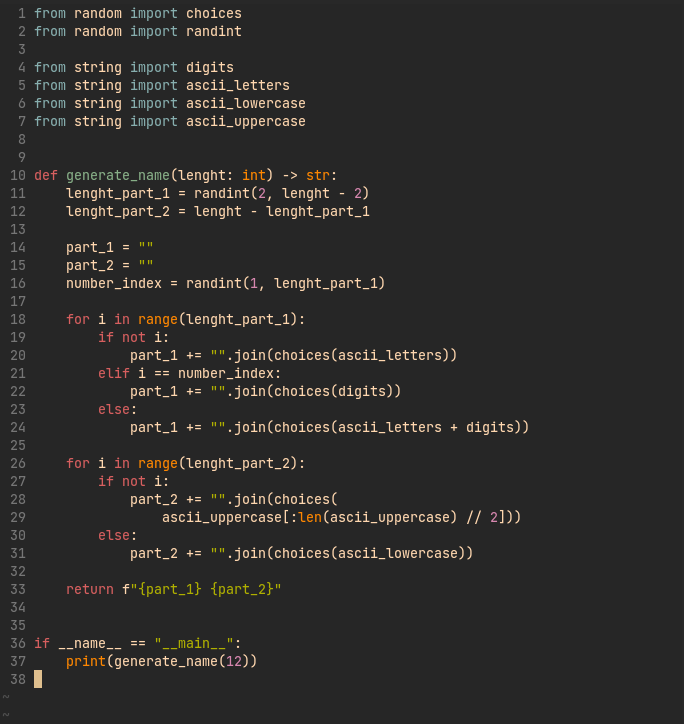 1 from random import choices
2 from random import randint
3
4 from string import digits
5 from string import ascii_letters
6 from string import ascii_lowercase
7 from string import ascii_uppercase
8
9
10 def generate_name(lenght: int) -> str:
11     lenght_part_1 = randint(2, lenght - 2)
12     lenght_part_2 = lenght - lenght_part_1
13
14     part_1 = ""
15     part_2 = ""
16     number_index = randint(1, lenght_part_1)
17
18     for i in range(lenght_part_1):
19         if not i:
20             part_1 += "".join(choices(ascii_letters))
21         elif i == number_index:
22             part_1 += "".join(choices(digits))
23         else:
24             part_1 += "".join(choices(ascii_letters + digits))
25
26     for i in range(lenght_part_2):
27         if not i:
28             part_2 += "".join(choices(
29                 ascii_uppercase[:len(ascii_uppercase) // 2]))
30         else:
31             part_2 += "".join(choices(ascii_lowercase))
32
33     return f"{part_1} {part_2}"
34
35
36 if __name__ == "__main__":
37     print(generate_name(12))
38
~
~